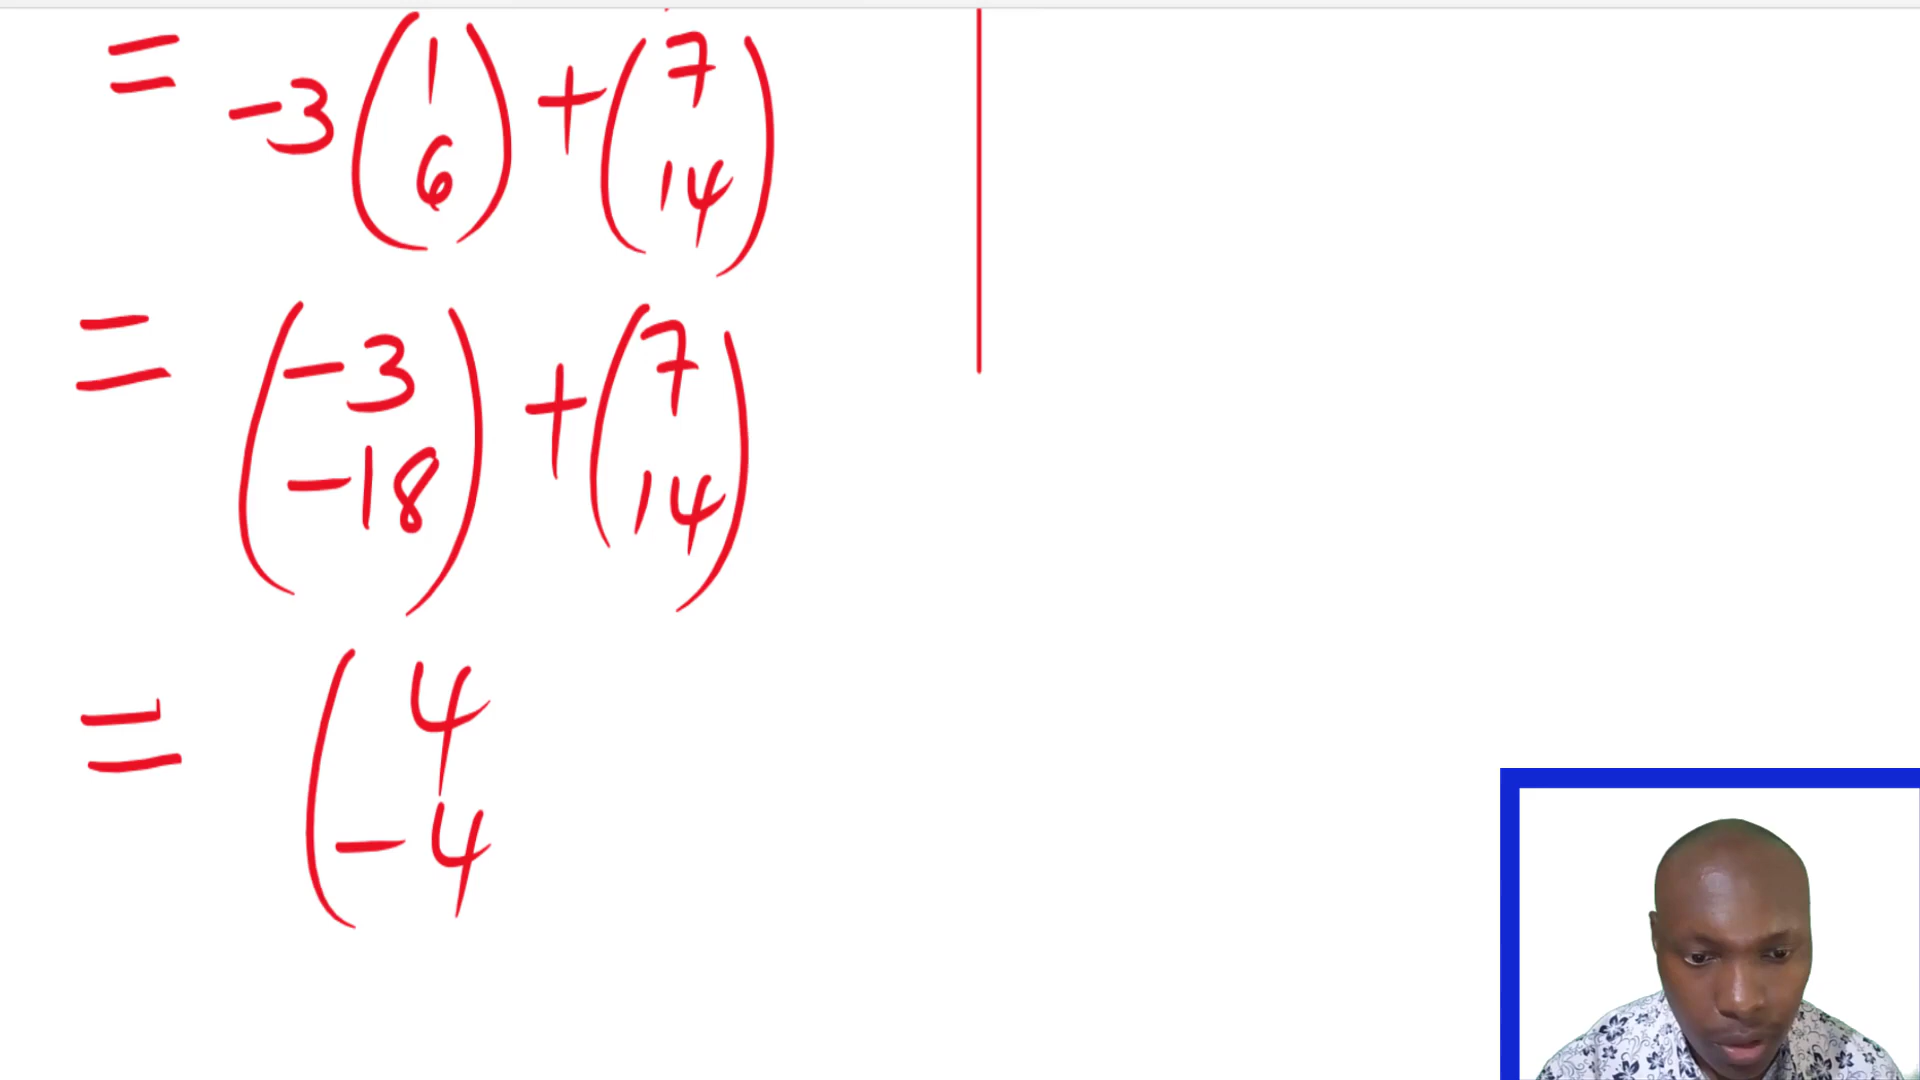 = -3 ( 1 ) + ( 7 )
6 14
= ( -3 ) + ( 7 )
-18 14
= ( 4
-4